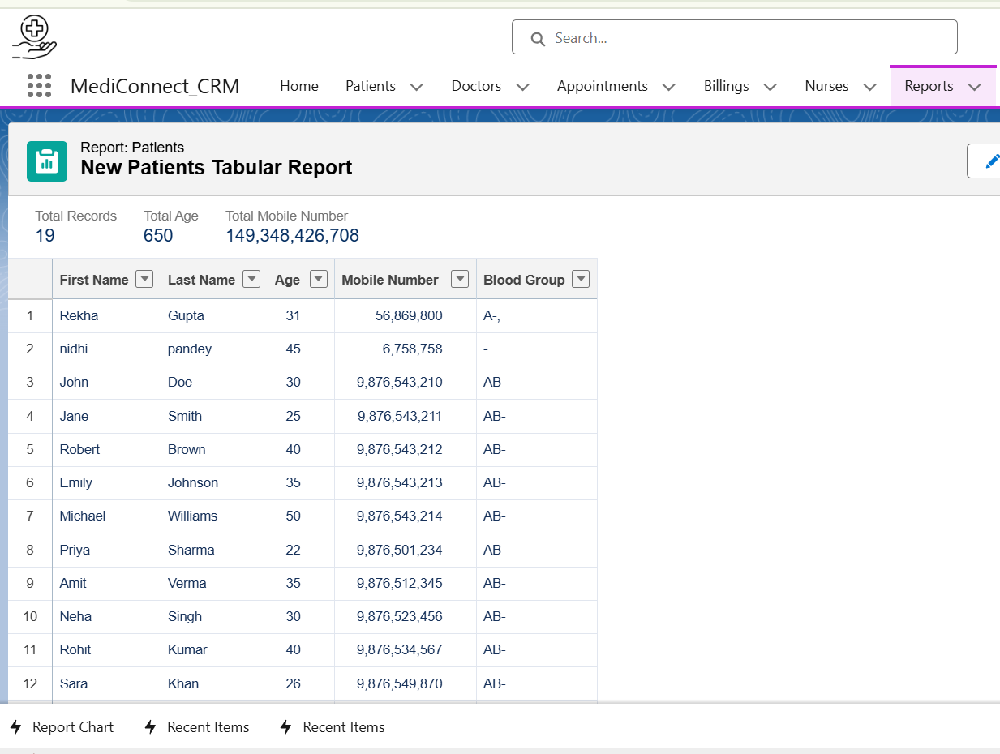 Search...
MediConnect_CRM Home Patients Doctors Appointments Billings Nurses Reports
Report: Patients
New Patients Tabular Report
Total Records Total Age Total Mobile Number
19 650 149,348,426,708
First Name Last Name Age Mobile Number Blood Group
1 Rekha Gupta 31 56,869,800 A-,
2 nidhi pandey 45 6,758,758 -
3 John Doe 30 9,876,543,210 AB-
4 Jane Smith 25 9,876,543,211 AB-
5 Robert Brown 40 9,876,543,212 AB-
6 Emily Johnson 35 9,876,543,213 AB-
7 Michael Williams 50 9,876,543,214 AB-
8 Priya Sharma 22 9,876,501,234 AB-
9 Amit Verma 35 9,876,512,345 AB-
10 Neha Singh 30 9,876,523,456 AB-
11 Rohit Kumar 40 9,876,534,567 AB-
12 Sara Khan 26 9,876,549,870 AB-
Report Chart Recent Items Recent Items